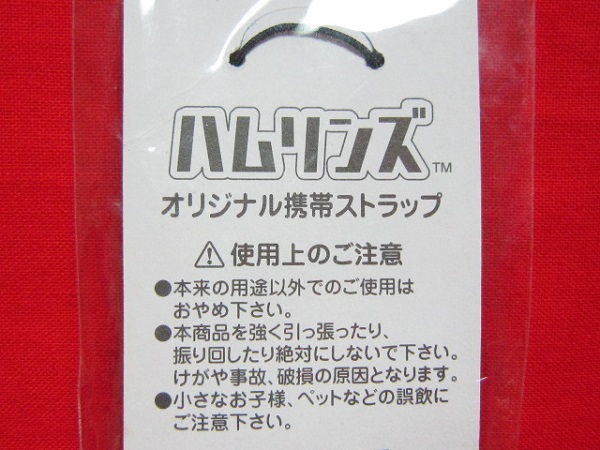 ハムリンズ™
オリジナル携帯ストラップ
⚠使用上のご注意
●本来の用途以外でのご使用は
おやめ下さい。
●本商品を強く引っ張ったり、
振り回したり絶対にしないで下さい。
けがや事故、破損の原因となります。
●小さなお子様、ペットなどの誤飲に
ご注意下さい。